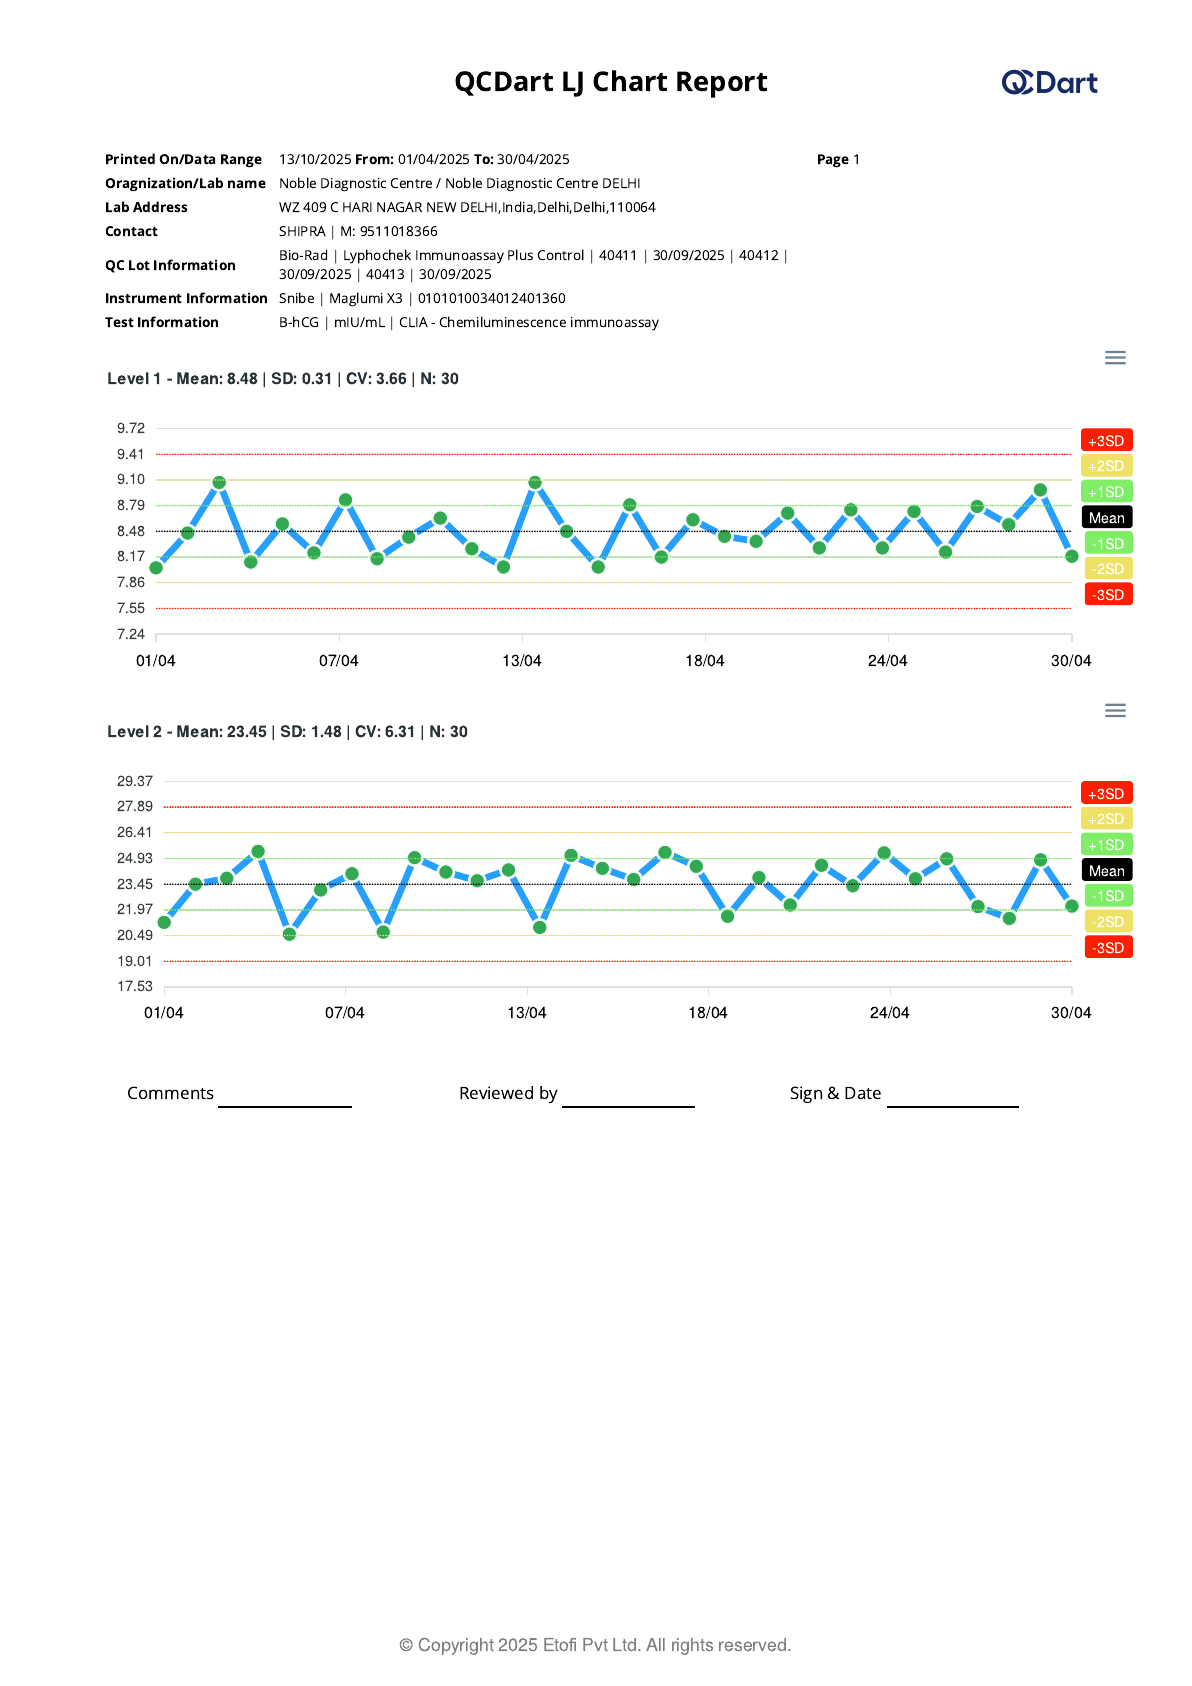 QCDart LJ Chart Report
QCDart
Printed On/Data Range 13/10/2025 From: 01/04/2025 To: 30/04/2025 Page 1
Oragnization/Lab name Noble Diagnostic Centre / Noble Diagnostic Centre DELHI
Lab Address WZ 409 C HARI NAGAR NEW DELHI,India,Delhi,Delhi,110064
Contact SHIPRA | M: 9511018366
QC Lot Information Bio-Rad | Lyphochek Immunoassay Plus Control | 40411 | 30/09/2025 | 40412 |
30/09/2025 | 40413 | 30/09/2025
Instrument Information Snibe | Maglumi X3 | 0101010034012401360
Test Information B-hCG | mIU/mL | CLIA - Chemiluminescence immunoassay
Level 1 - Mean: 8.48 | SD: 0.31 | CV: 3.66 | N: 30
9.72
+3SD
9.41
+2SD
9.10
+1SD
8.79
Mean
8.48
-1SD
8.17
-2SD
7.86
-3SD
7.55
7.24
01/04 07/04 13/04 18/04 24/04 30/04
Level 2 - Mean: 23.45 | SD: 1.48 | CV: 6.31 | N: 30
29.37
+3SD
27.89
+2SD
26.41
+1SD
24.93
Mean
23.45
-1SD
21.97
-2SD
20.49
-3SD
19.01
17.53
01/04 07/04 13/04 18/04 24/04 30/04
Comments Reviewed by Sign & Date
© Copyright 2025 Etofi Pvt Ltd. All rights reserved.